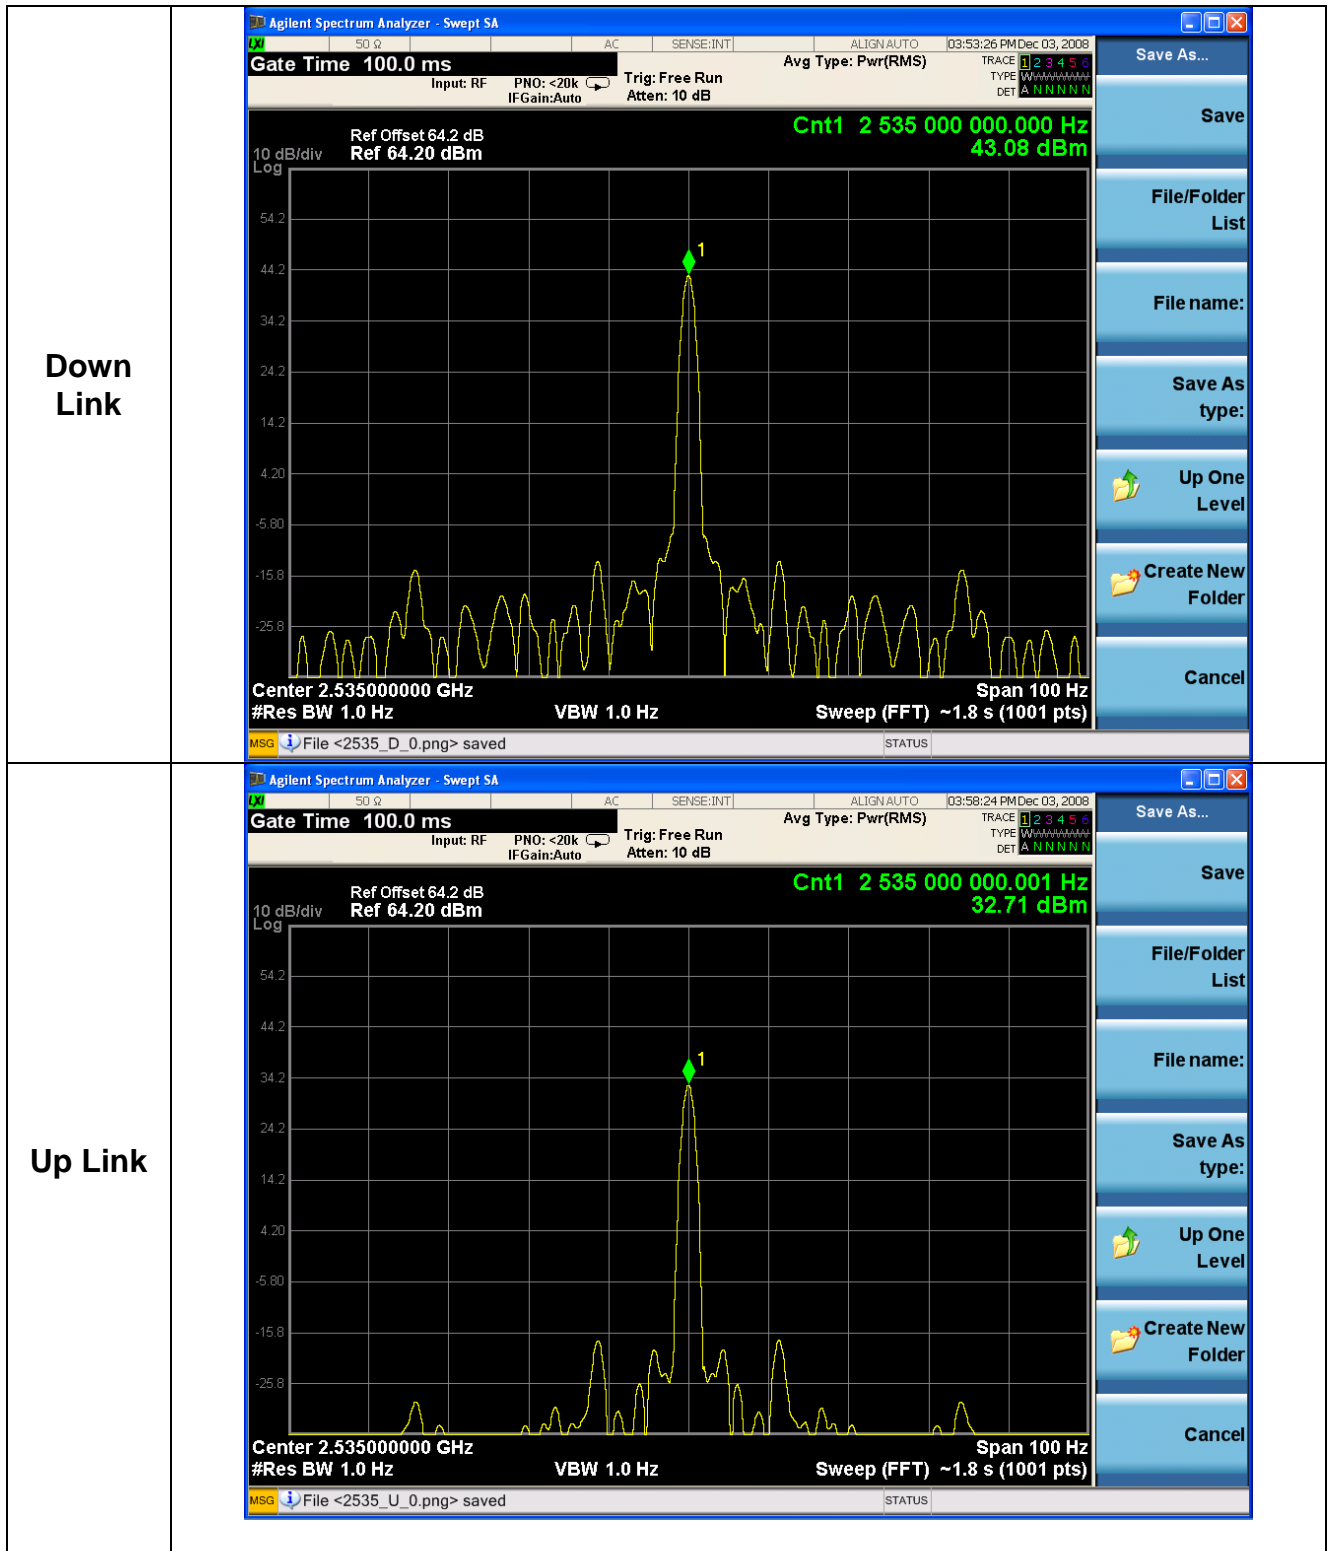 Down
Link
Agilent Spectrum Analyzer - Swept SA
LXI 50 Ω AC SENSE:INT ALIGN AUTO 03:53:26 PM Dec 03, 2008
Gate Time 100.0 ms
Input: RF PNO: <20k
IFGain:Auto
Trig: Free Run
Atten: 10 dB
Avg Type: Pwr(RMS)
TRACE 1 2 3 4 5 6
TYPE
DET A N N N N N
Cnt1 2 535 000 000.000 Hz
43.08 dBm
Ref Offset 64.2 dB
10 dB/div Ref 64.20 dBm
Log
54.2
44.2
34.2
24.2
14.2
4.20
-5.80
-15.8
-25.8
1
Center 2.535000000 GHz Span 100 Hz
#Res BW 1.0 Hz VBW 1.0 Hz Sweep (FFT) ~1.8 s (1001 pts)
MSG File <2535_D_0.png> saved STATUS
Save As...
Save
File/Folder
List
File name:
Save As
type:
Up One
Level
Create New
Folder
Cancel
Up Link
Agilent Spectrum Analyzer - Swept SA
LXI 50 Ω AC SENSE:INT ALIGN AUTO 03:58:24 PM Dec 03, 2008
Gate Time 100.0 ms
Input: RF PNO: <20k
IFGain:Auto
Trig: Free Run
Atten: 10 dB
Avg Type: Pwr(RMS)
TRACE 1 2 3 4 5 6
TYPE
DET A N N N N N
Cnt1 2 535 000 000.001 Hz
32.71 dBm
Ref Offset 64.2 dB
10 dB/div Ref 64.20 dBm
Log
54.2
44.2
34.2
24.2
14.2
4.20
-5.80
-15.8
-25.8
1
Center 2.535000000 GHz Span 100 Hz
#Res BW 1.0 Hz VBW 1.0 Hz Sweep (FFT) ~1.8 s (1001 pts)
MSG File <2535_U_0.png> saved STATUS
Save As...
Save
File/Folder
List
File name:
Save As
type:
Up One
Level
Create New
Folder
Cancel